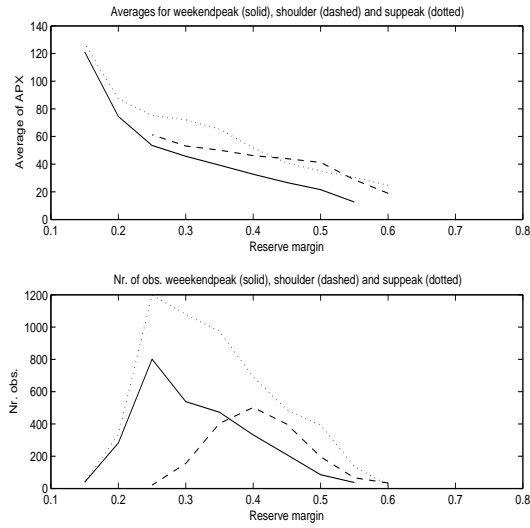 Averages for weekendpeak (solid), shoulder (dashed) and suppeak (dotted)
140
120
100
80
60
40
20
0
Average of APX
0.1 0.2 0.3 0.4 0.5 0.6 0.7 0.8
Reserve margin
Nr. of obs. weeekendpeak (solid), shoulder (dashed) and suppeak (dotted)
1200
1000
800
600
400
200
0
Nr. obs.
0.1 0.2 0.3 0.4 0.5 0.6 0.7 0.8
Reserve margin